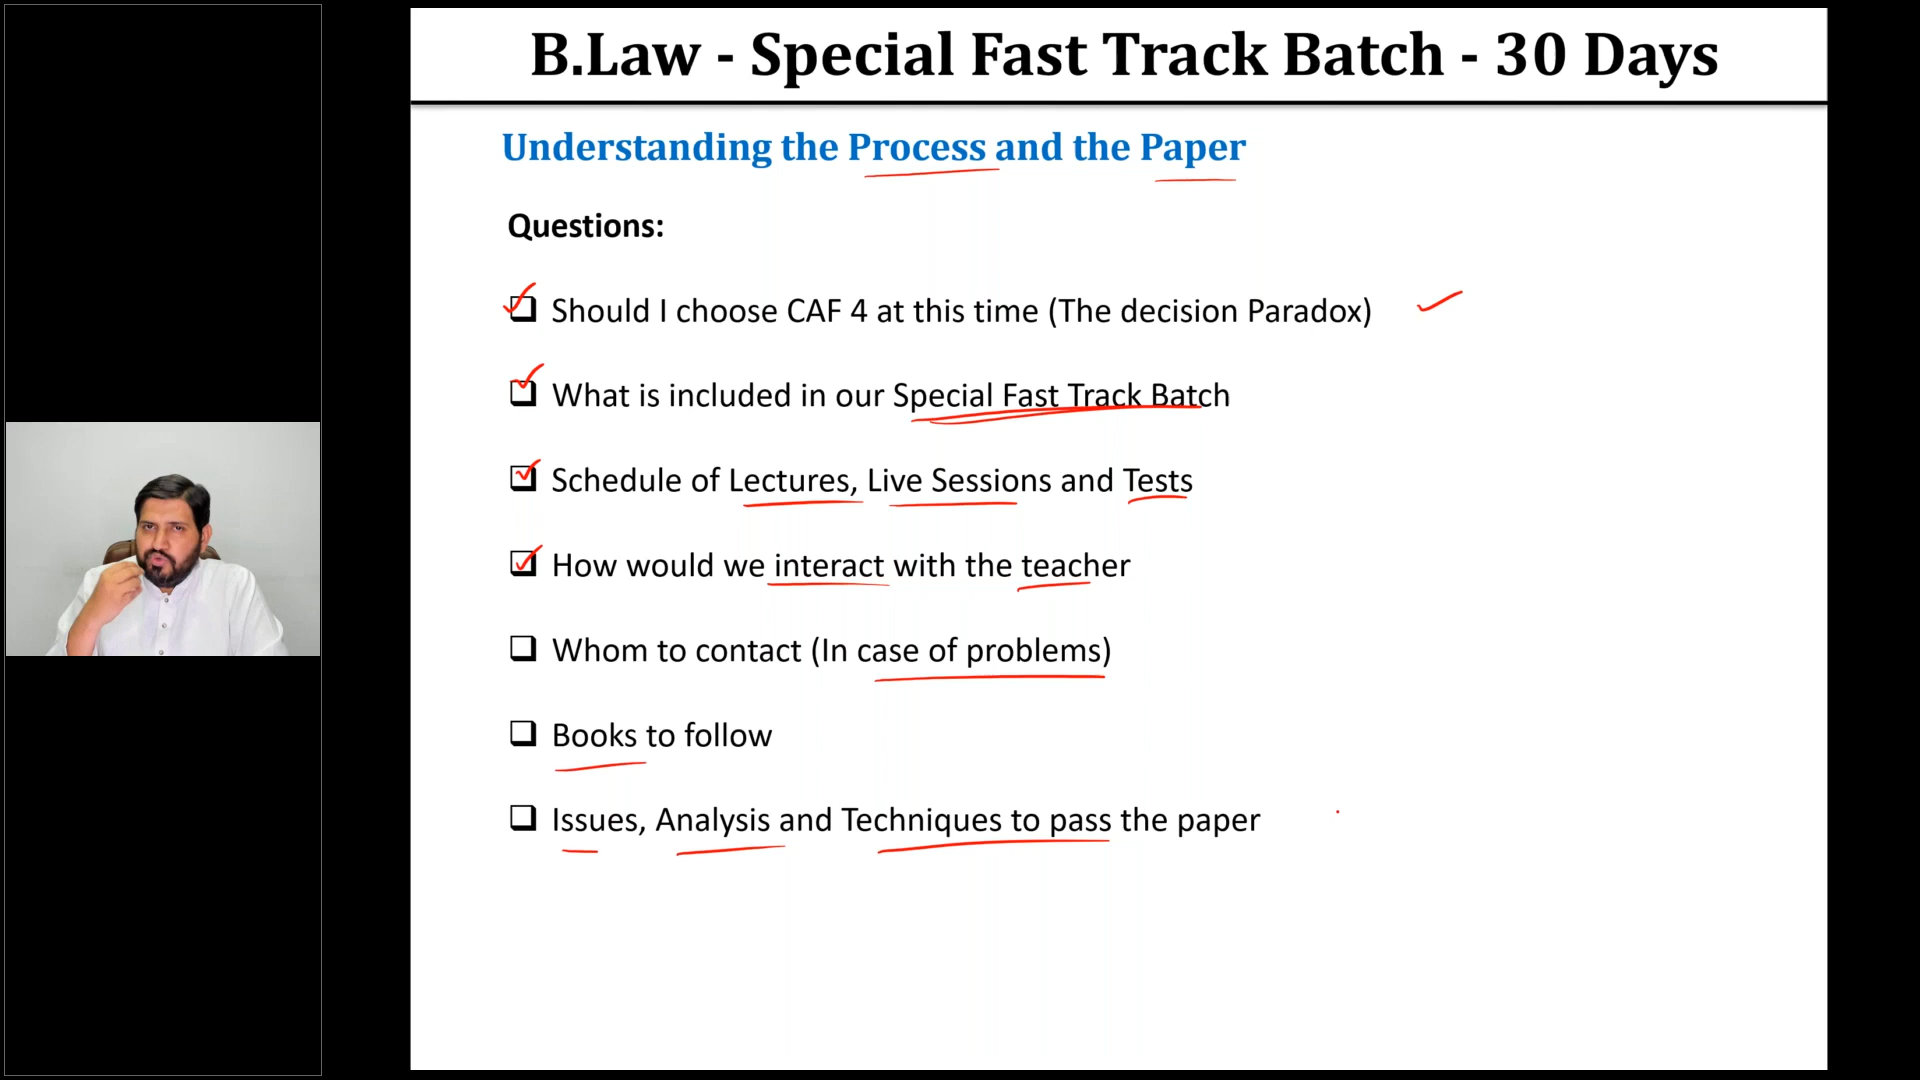 B.Law - Special Fast Track Batch - 30 Days
Understanding the Process and the Paper
Questions:
Should I choose CAF 4 at this time (The decision Paradox)
What is included in our Special Fast Track Batch
Schedule of Lectures, Live Sessions and Tests
How would we interact with the teacher
Whom to contact (In case of problems)
Books to follow
Issues, Analysis and Techniques to pass the paper